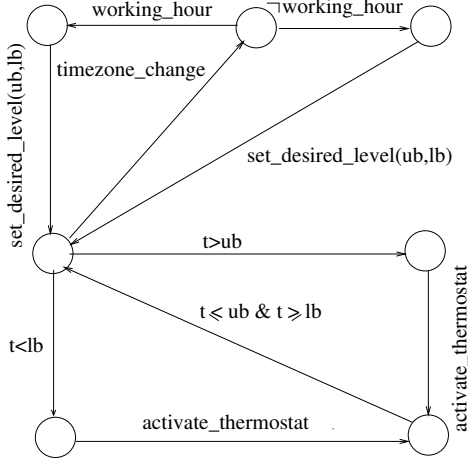 working_hour
¬working_hour
timezone_change
set_desired_level(ub,lb)
set_desired_level(ub,lb)
t>ub
t ⩽ ub & t ⩾ lb
t<lb
activate_thermostat
activate_thermostat